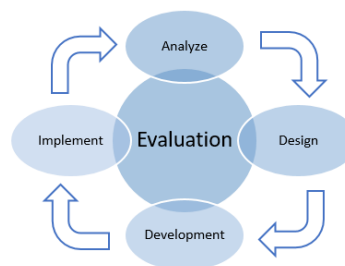 Analyze
Implement
Evaluation
Design
Development